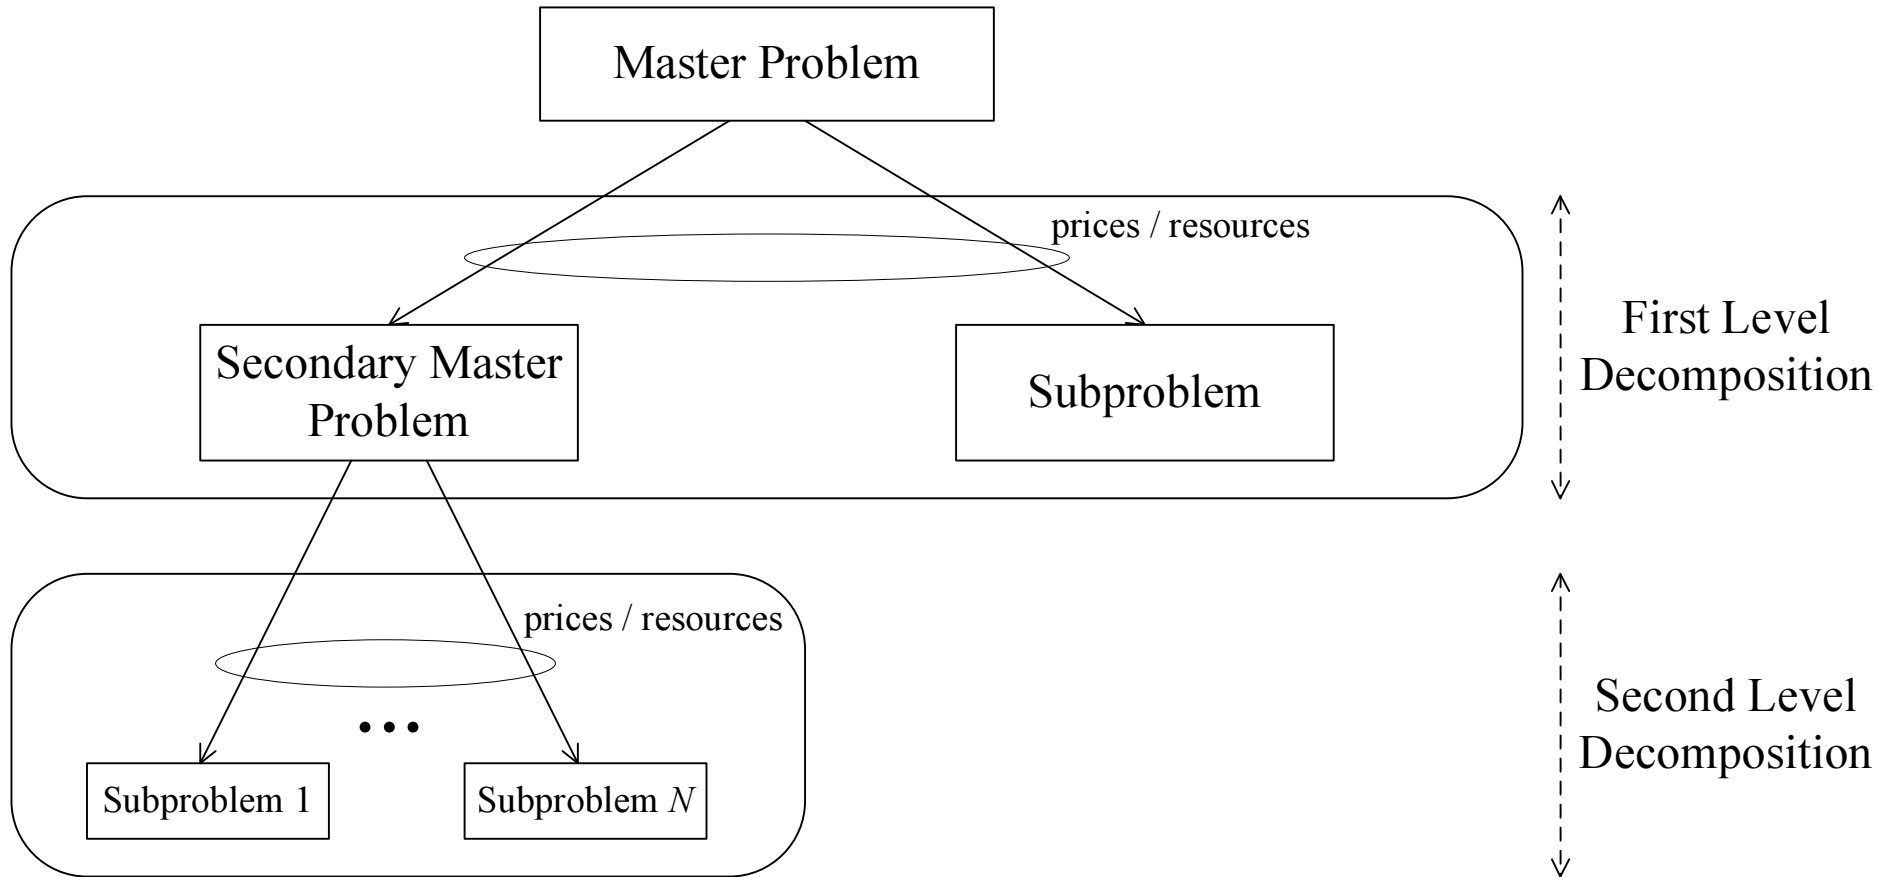 Master Problem
prices / resources
Secondary Master
Problem
Subproblem
First Level
Decomposition
prices / resources
Subproblem 1
Subproblem N
Second Level
Decomposition